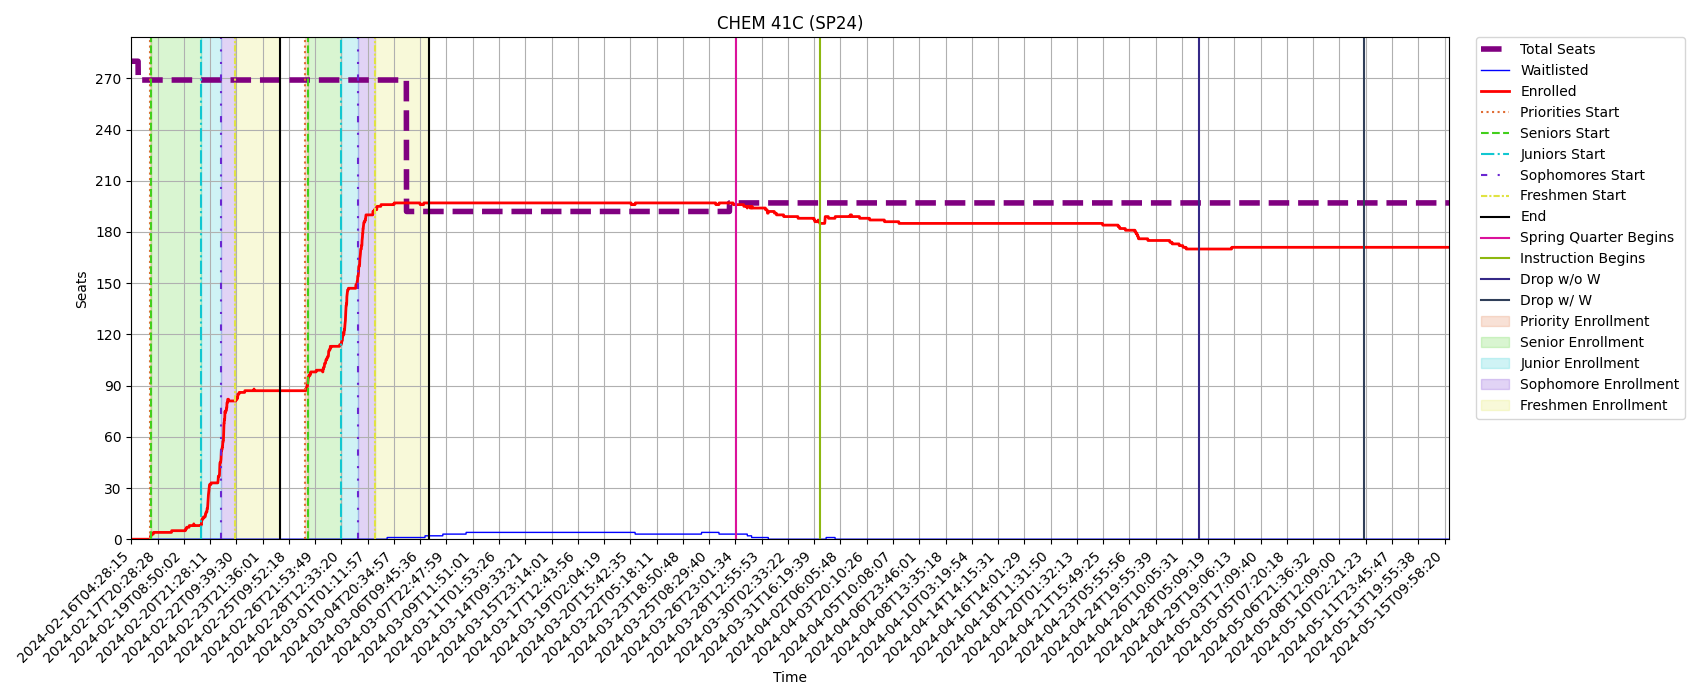 CHEM 41C (SP24)
Seats
270
240
210
180
150
120
90
60
30
0
2024-02-16T04:28:15
2024-02-17T20:28:28
2024-02-19T08:50:02
2024-02-20T21:28:11
2024-02-22T09:39:30
2024-02-23T21:36:01
2024-02-25T09:52:18
2024-02-26T21:53:49
2024-02-28T12:33:20
2024-03-01T01:11:57
2024-03-04T20:34:57
2024-03-06T09:45:36
2024-03-07T22:47:59
2024-03-09T11:51:01
2024-03-12T00:53:26
2024-03-14T09:33:21
2024-03-15T23:14:01
2024-03-17T12:43:56
2024-03-19T02:04:19
2024-03-20T15:42:35
2024-03-22T05:18:11
2024-03-23T18:50:48
2024-03-25T08:29:40
2024-03-26T23:01:34
2024-03-28T12:55:53
2024-03-30T02:33:22
2024-03-31T16:19:39
2024-04-02T06:05:48
2024-04-03T20:10:26
2024-04-05T10:08:07
2024-04-06T23:46:01
2024-04-08T13:35:18
2024-04-10T03:19:54
2024-04-14T14:15:31
2024-04-16T14:01:29
2024-04-18T11:31:50
2024-04-20T01:32:13
2024-04-21T15:49:25
2024-04-23T05:55:56
2024-04-24T19:55:39
2024-04-26T10:05:31
2024-04-28T05:09:19
2024-04-29T19:06:13
2024-05-03T17:09:40
2024-05-05T07:20:18
2024-05-06T21:36:32
2024-05-08T12:09:00
2024-05-10T02:21:23
2024-05-11T23:45:47
2024-05-13T19:55:38
2024-05-15T09:58:20
Time
Total Seats
Waitlisted
Enrolled
Priorities Start
Seniors Start
Juniors Start
Sophomores Start
Freshmen Start
End
Spring Quarter Begins
Instruction Begins
Drop w/o W
Drop w/ W
Priority Enrollment
Senior Enrollment
Junior Enrollment
Sophomore Enrollment
Freshmen Enrollment